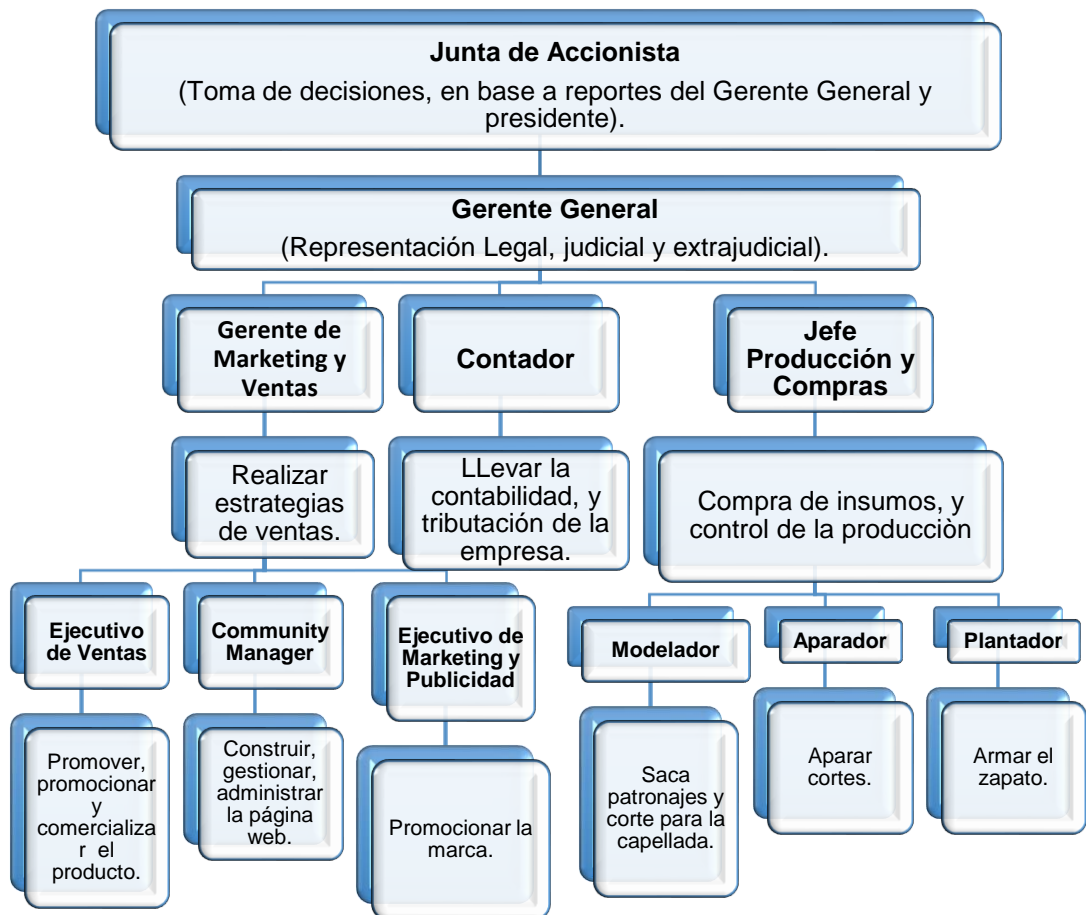 Junta de Accionista
(Toma de decisiones, en base a reportes del Gerente General y
presidente).
Gerente General
(Representación Legal, judicial y extrajudicial).
Gerente de
Marketing y
Ventas
Contador
Jefe
Producción y
Compras
Realizar
estrategias
de ventas.
LLevar la
contabilidad, y
tributación de la
empresa.
Compra de insumos, y
control de la producciòn
Ejecutivo
de Ventas
Community
Manager
Ejecutivo de
Marketing y
Publicidad
Modelador
Aparador
Plantador
Promover,
promocionar
y
comercializa
r el
producto.
Construir,
gestionar,
administrar
la página
web.
Promocionar la
marca.
Saca
patronajes y
corte para la
capellada.
Aparar
cortes.
Armar el
zapato.